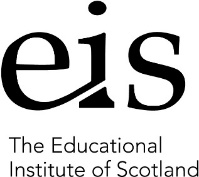 eis
The Educational
Institute of Scotland